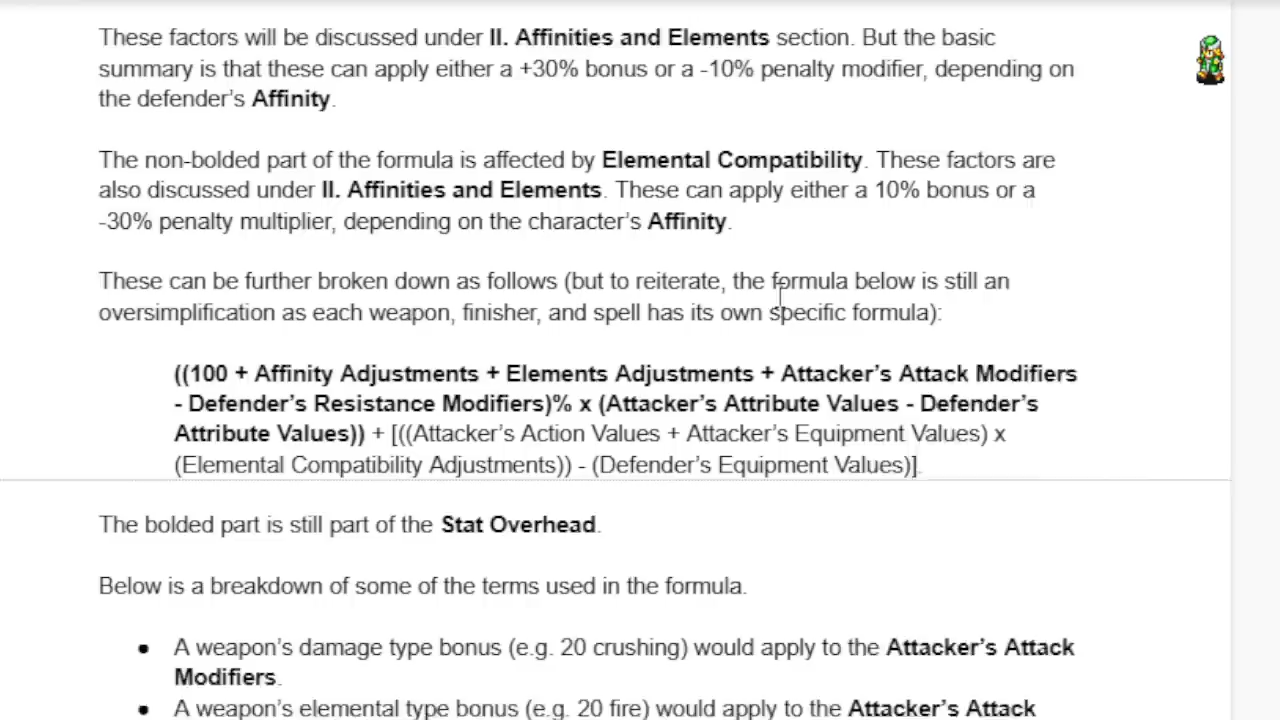 These factors will be discussed under II. Affinities and Elements section. But the basic
summary is that these can apply either a +30% bonus or a -10% penalty modifier, depending on
the defender's Affinity.
The non-bolded part of the formula is affected by Elemental Compatibility. These factors are
also discussed under II. Affinities and Elements. These can apply either a 10% bonus or a
-30% penalty multiplier, depending on the character's Affinity.
These can be further broken down as follows (but to reiterate, the formula below is still an
oversimplification as each weapon, finisher, and spell has its own specific formula):
((100 + Affinity Adjustments + Elements Adjustments + Attacker's Attack Modifiers
- Defender's Resistance Modifiers)% x (Attacker's Attribute Values - Defender's
Attribute Values)) + [((Attacker's Action Values + Attacker's Equipment Values) x
(Elemental Compatibility Adjustments)) - (Defender's Equipment Values)].
The bolded part is still part of the Stat Overhead.
Below is a breakdown of some of the terms used in the formula.
● A weapon's damage type bonus (e.g. 20 crushing) would apply to the Attacker's Attack
Modifiers.
● A weapon's elemental type bonus (e.g. 20 fire) would apply to the Attacker's Attack